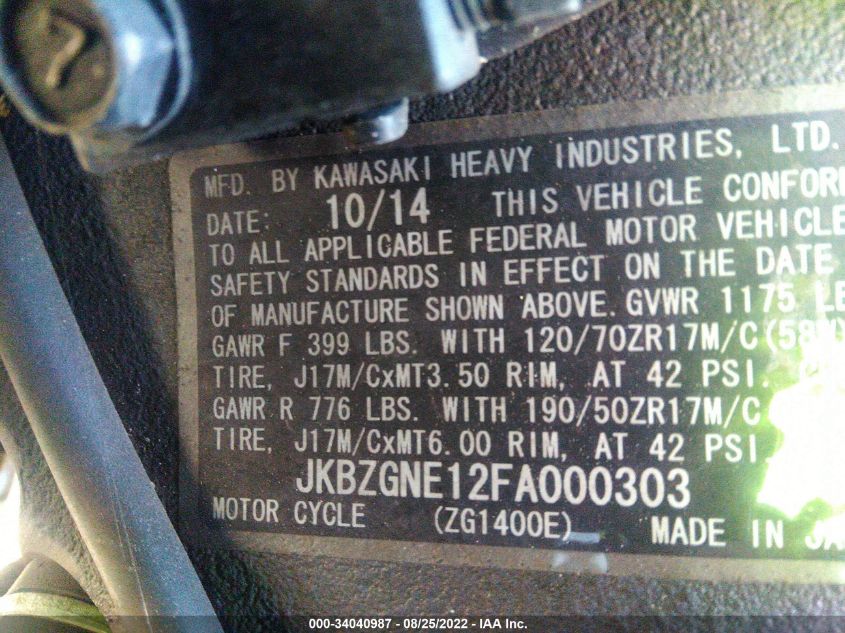 MFD. BY KAWASAKI HEAVY INDUSTRIES, LTD.
DATE: 10/14 THIS VEHICLE
TO ALL APPLICABLE FEDERAL MOTOR VEHICLE
SAFETY STANDARDS IN EFFECT ON THE DATE
OF MANUFACTURE SHOWN ABOVE. GVWR 1175
GAWR F 399 LBS. WITH 120/70ZR17M/C
TIRE, J17M/CxMT3.50 RIM, AT 42 PSI.
GAWR R 776 LBS. WITH 190/50ZR17M/C
TIRE, J17M/CxMT6.00 RIM, AT 42 PSI.
JKBZGNE12FA000303
MOTOR CYCLE (ZG1400E) MADE IN
000-34040987 - 08/25/2022 - IAA Inc.